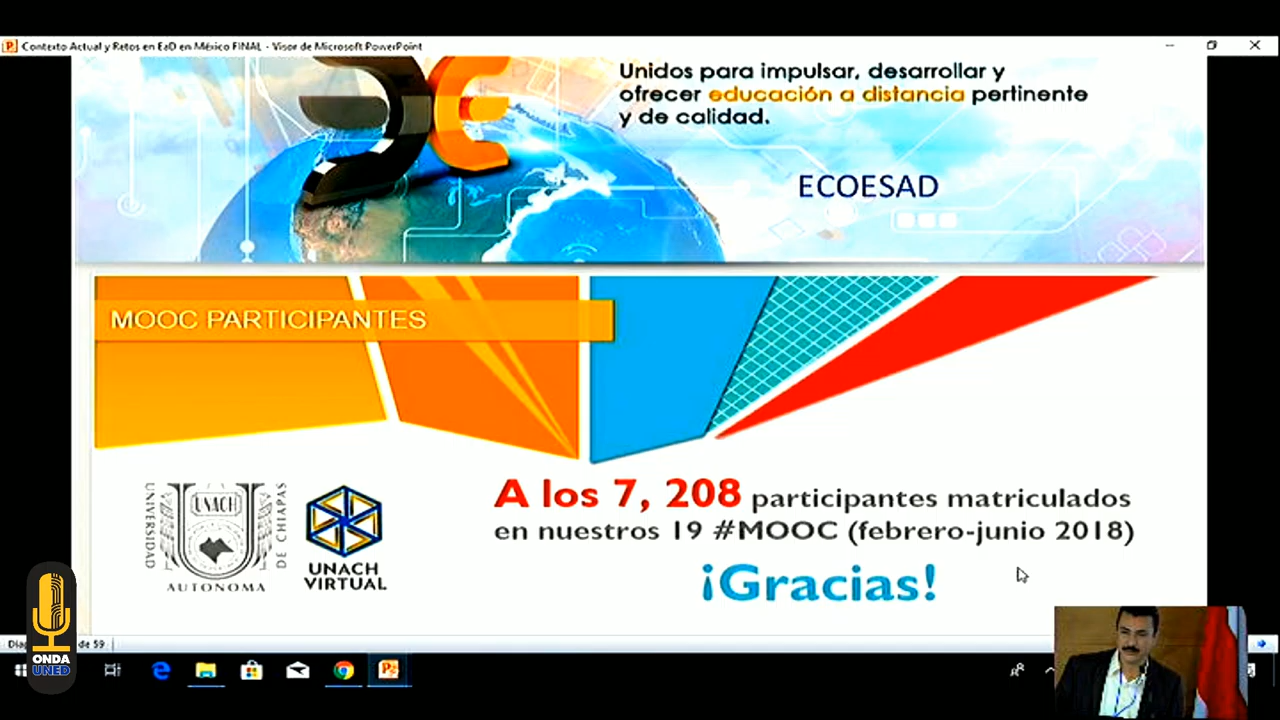 Contexto Actual y Retos en EaD en México FINAL - Visor de Microsoft PowerPoint
Unidos para impulsar, desarrollar y
ofrecer educación a distancia pertinente
y de calidad.
ECOESAD
MOOC PARTICIPANTES
A los 7, 208 participantes matriculados
en nuestros 19 #MOOC (febrero-junio 2018)
¡Gracias!
UNIVERSIDAD
UNACH
DE CHIAPAS
AUTONOMA
UNACH
VIRTUAL
de 59
ONDA
UNED